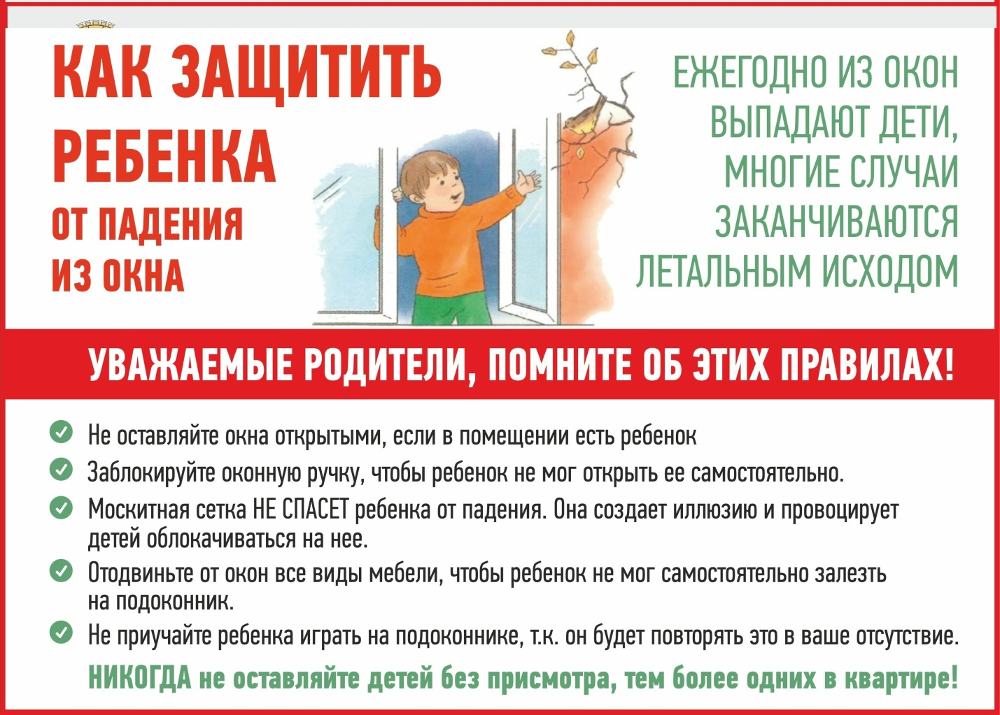 КАК ЗАЩИТИТЬ
РЕБЕНКА
ОТ ПАДЕНИЯ
ИЗ ОКНА
ЕЖЕГОДНО ИЗ ОКОН
ВЫПАДАЮТ ДЕТИ,
МНОГИЕ СЛУЧАИ
ЗАКАНЧИВАЮТСЯ
ЛЕТАЛЬНЫМ ИСХОДОМ
УВАЖАЕМЫЕ РОДИТЕЛИ, ПОМНИТЕ ОБ ЭТИХ ПРАВИЛАХ!
Не оставляйте окна открытыми, если в помещении есть ребенок
Заблокируйте оконную ручку, чтобы ребенок не мог открыть ее самостоятельно.
Москитная сетка НЕ СПАСЕТ ребенка от падения. Она создает иллюзию и провоцирует
детей облокачиваться на нее.
Отодвиньте от окон все виды мебели, чтобы ребенок не мог самостоятельно залезть
на подоконник.
Не приучайте ребенка играть на подоконнике, т.к. он будет повторять это в ваше отсутствие.
НИКОГДА не оставляйте детей без присмотра, тем более одних в квартире!